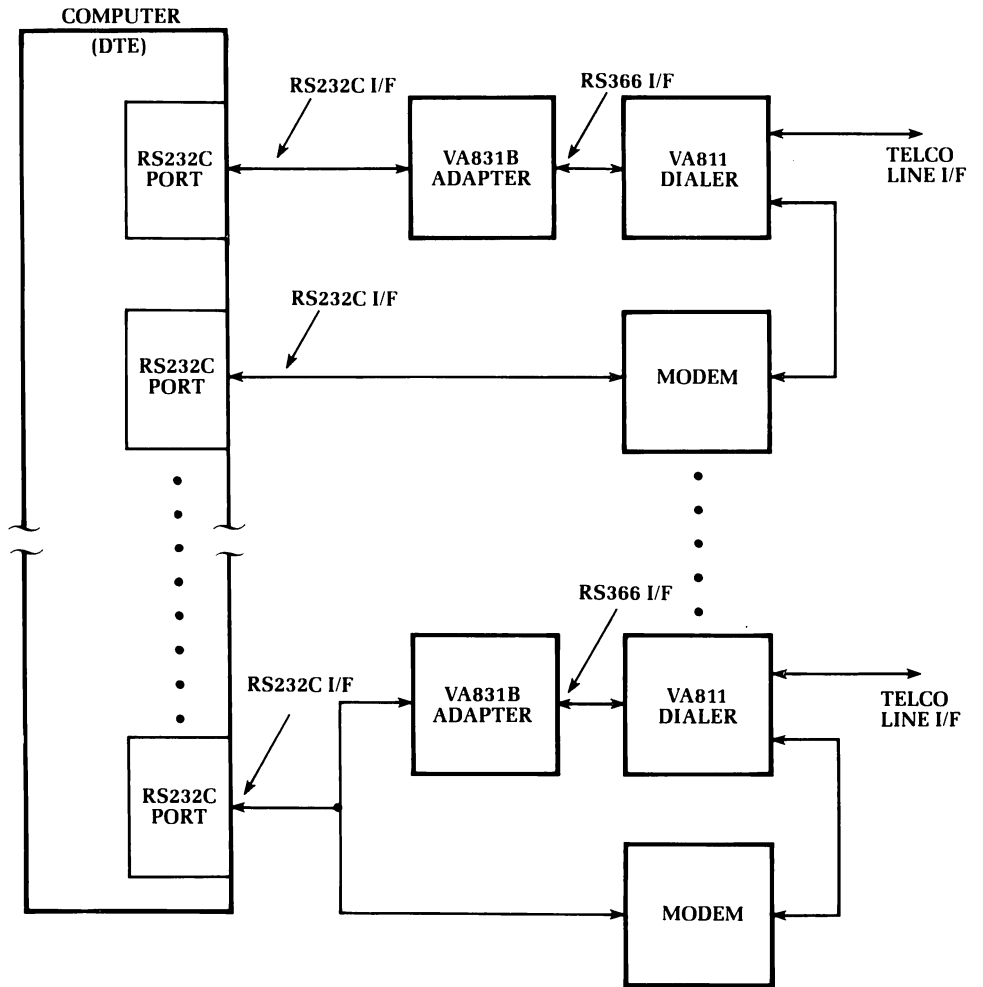 COMPUTER
(DTE)
RS232C I/F
RS366 I/F
RS232C
PORT
VA831B
ADAPTER
VA811
DIALER
TELCO
LINE I/F
RS232C I/F
RS232C
PORT
MODEM
RS366 I/F
RS232C I/F
VA831B
ADAPTER
VA811
DIALER
TELCO
LINE I/F
RS232C
PORT
MODEM